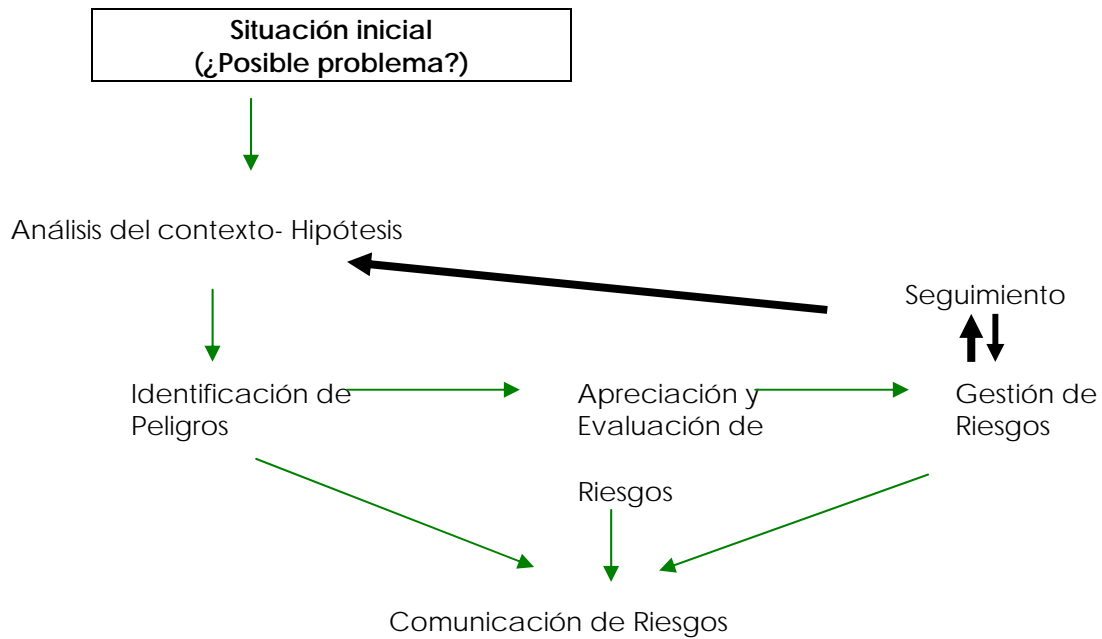 Situación inicial
(¿Posible problema?)
Análisis del contexto- Hipótesis
Seguimiento
Identificación de
Peligros
Apreciación y
Evaluación de
Riesgos
Gestión de
Riesgos
Comunicación de Riesgos